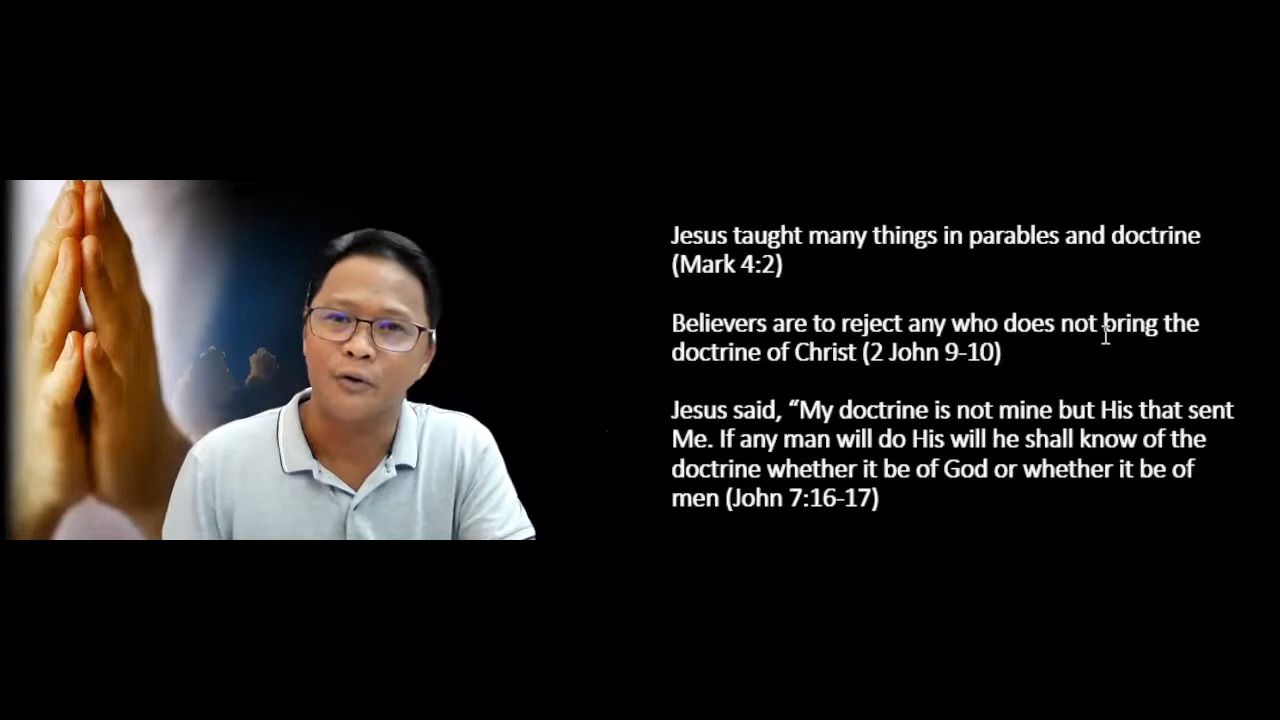 Jesus taught many things in parables and doctrine
(Mark 4:2)
Believers are to reject any who does not bring the
doctrine of Christ (2 John 9-10)
Jesus said, “My doctrine is not mine but His that sent
Me. If any man will do His will he shall know of the
doctrine whether it be of God or whether it be of
men (John 7:16-17)